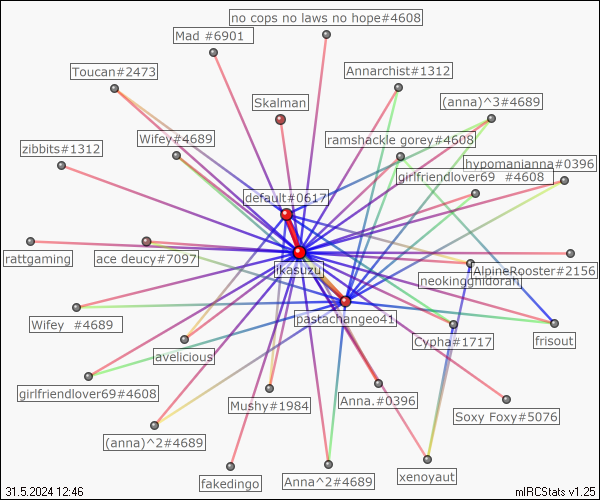 no cops no laws no hope#4608
Mad #6901
Toucan#2473
Annarchist#1312
Skalman
(anna)^3#4689
Wifey#4689
ramshackle gorey#4608
zibbits#1312
hypomanianna#0396
girlfriendlover69 #4608
default#0617
rattgaming
ace deucy#7097
likasuzu
AlpineRooster#2156
neokingghidorah
pastachangeo41
Wifey #4689
Cypha#1717
frisout
avelicious
girlfriendlover69#4608
Mushy#1984
Anna.#0396
Soxy Foxy#5076
(anna)^2#4689
fakedingo
Anna^2#4689
xenoyaut
31.5.2024 12:46
mIRCStats v1.25